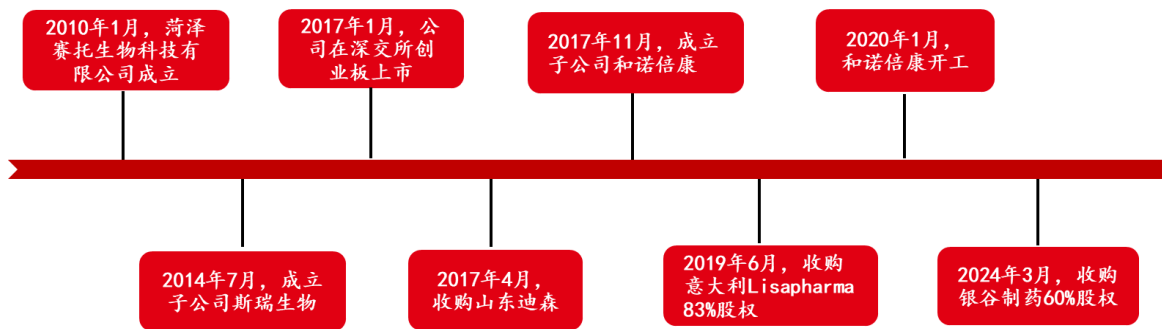 2010年1月，菏泽
赛托生物科技有
限公司成立
2017年1月，公
司在深交所创
业板上市
2017年11月，成立
子公司和诺倍康
2020年1月，
和诺倍康开工
2014年7月，成立
子公司斯瑞生物
2017年4月，
收购山东迪森
2019年6月，收购
意大利Lisapharma
83%股权
2024年3月，收购
银谷制药60%股权